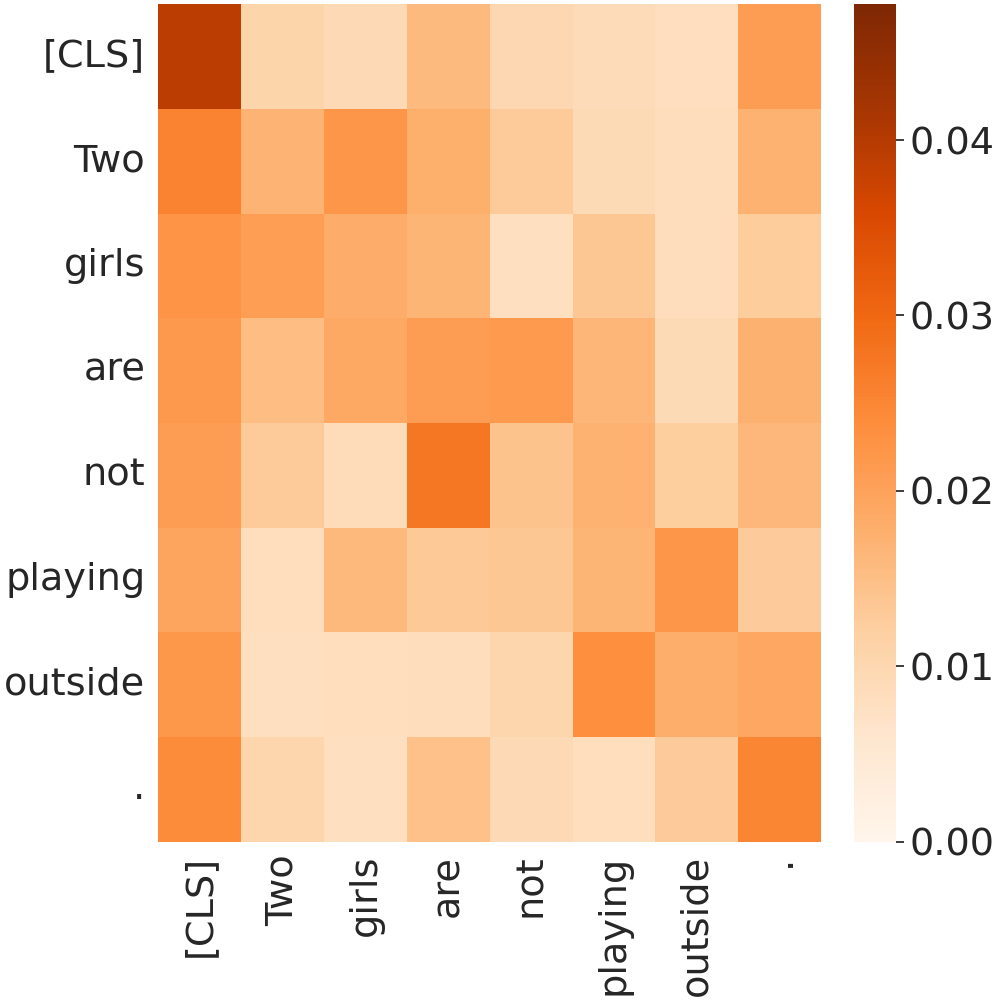 [CLS]
Two
girls
are
not
playing
outside
.
[CLS]
Two
girls
are
not
playing
outside
.
0.04
0.03
0.02
0.01
0.00